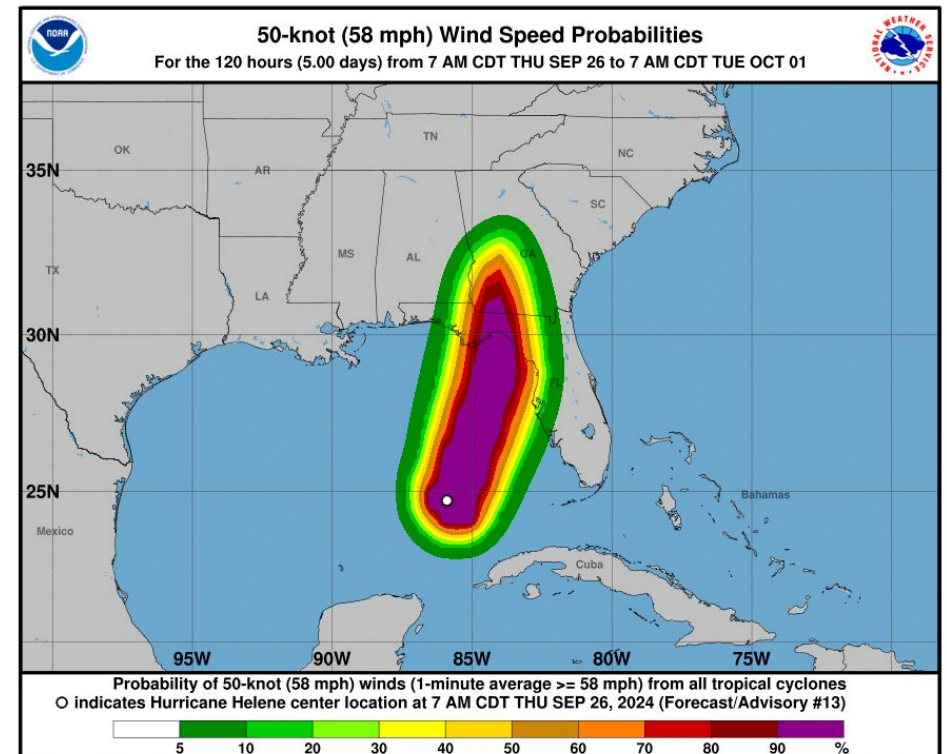 NOAA
50-knot (58 mph) Wind Speed Probabilities
For the 120 hours (5.00 days) from 7 AM CDT THU SEP 26 to 7 AM CDT TUE OCT 01
NATIONAL WEATHER SERVICE
TN
OK
NC
AR
35N
SC
MS
AL
GA
TX
LA
30N
FL
25N
Bahamas
Mexico
Cuba
95W 90W 85W 80W 75W
Probability of 50-knot (58 mph) winds (1-minute average >= 58 mph) from all tropical cyclones
O indicates Hurricane Helene center location at 7 AM CDT THU SEP 26, 2024 (Forecast/Advisory #13)
5 10 20 30 40 50 60 70 80 90 %